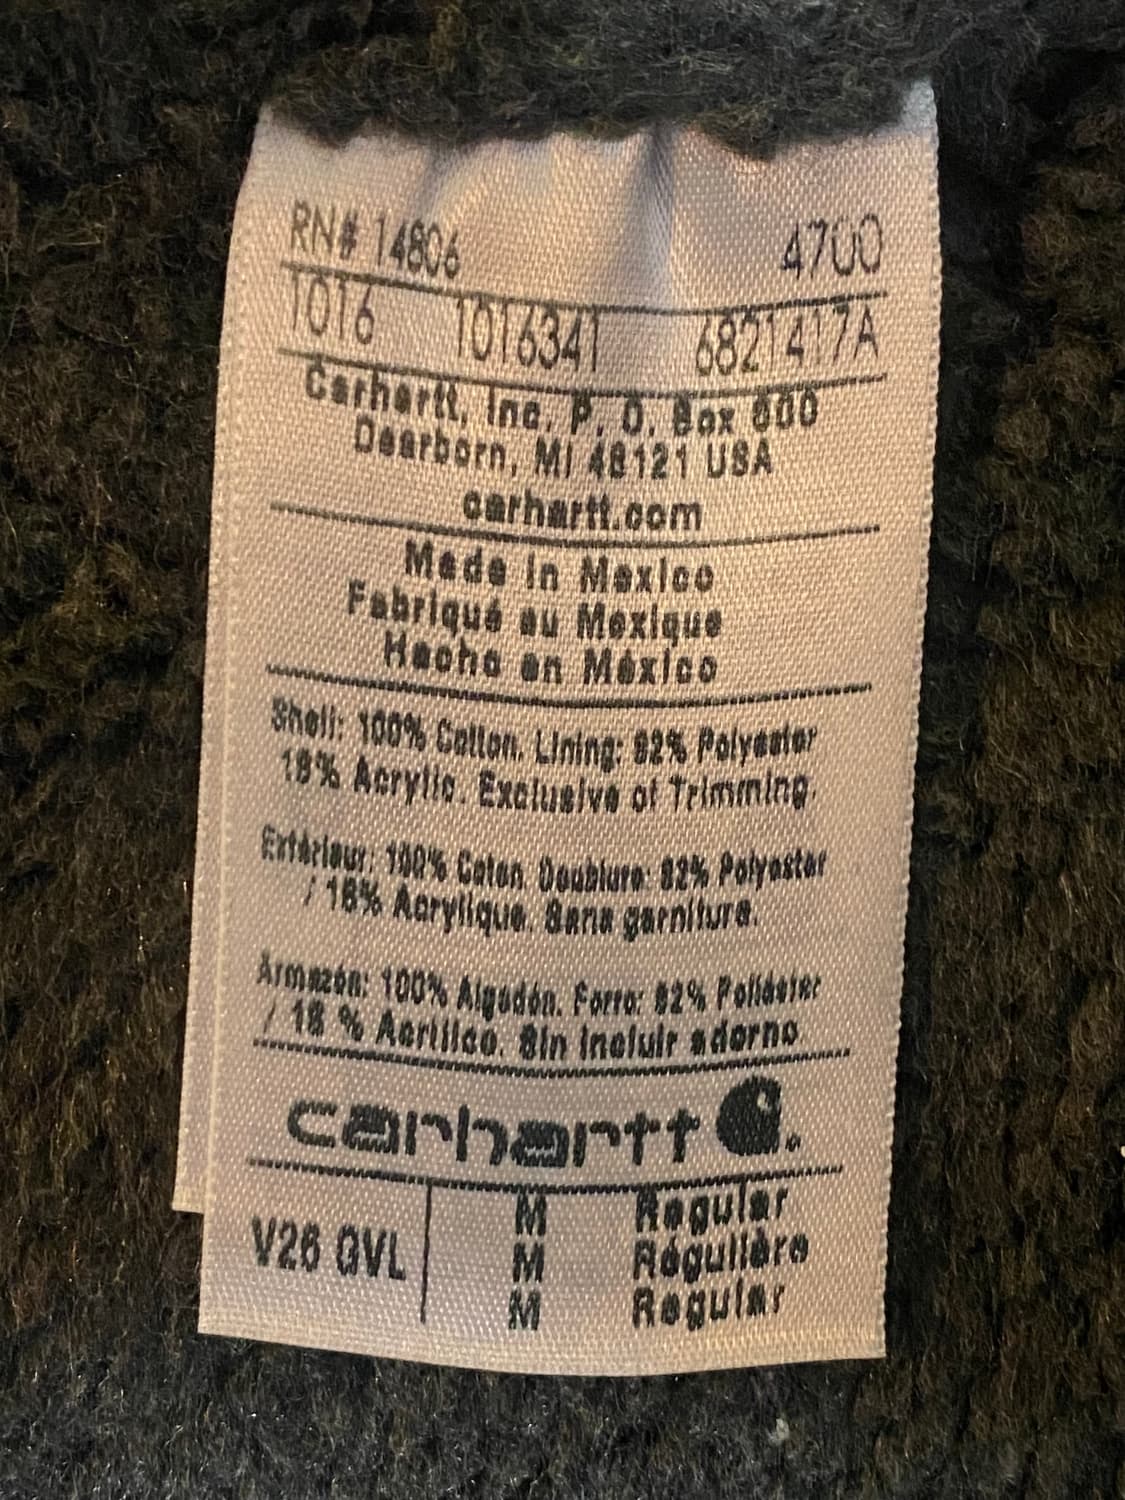 RN# 14806 4700
1016 1016341 6821417A
Carhartt, Inc. P. O. Box 600
Dearborn, MI 48121 USA
carhartt.com
Made in Mexico
Fabriqué au Mexique
Hecho en México
Shell: 100% Cotton. Lining: 82% Polyester
18% Acrylic. Exclusive of Trimming.
Extérieur: 100% Coton. Doublure: 82% Polyester
/ 18% Acrylique. Sans garniture.
Armazón: 100% Algodón. Forro: 82% Poliéster
/ 18 % Acrílico. Sin incluir adorno
carhartt
V26 GVL
M Regular
M Régulière
M Regular